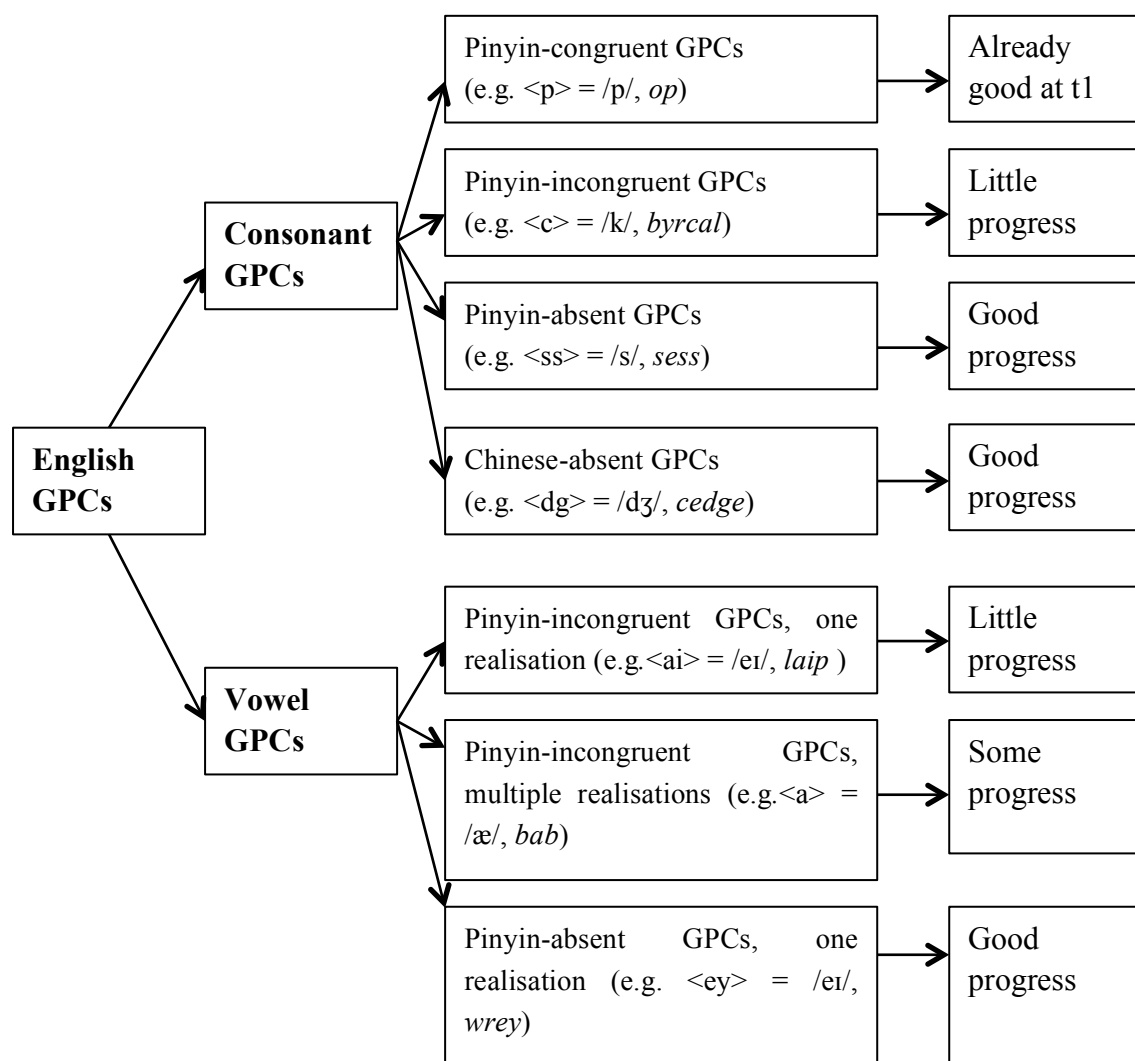 Pinyin-congruent GPCs
(e.g. <p> = /p/, op)
Already
good at t1
Pinyin-incongruent GPCs
(e.g. <c> = /k/, byrcal)
Little
progress
Consonant
GPCs
Pinyin-absent GPCs
(e.g. <ss> = /s/, sess)
Good
progress
English
GPCs
Chinese-absent GPCs
(e.g. <dg> = /dʒ/, cedge)
Good
progress
Vowel
GPCs
Pinyin-incongruent GPCs, one
realisation (e.g.<ai> = /eɪ/, laip )
Little
progress
Pinyin-incongruent GPCs,
multiple realisations (e.g.<a> =
/æ/, bab)
Some
progress
Pinyin-absent GPCs, one
realisation (e.g. <ey> = /eɪ/,
wrey)
Good
progress